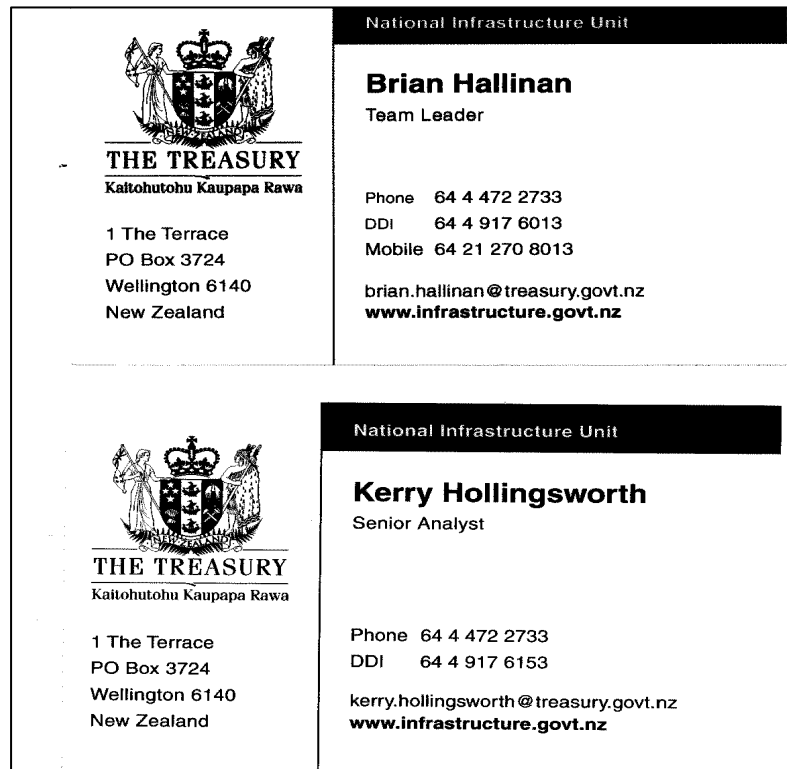 National Infrastructure Unit
NEW ZEALAND
THE TREASURY
Kaitohutohu Kaupapa Rawa
1 The Terrace
PO Box 3724
Wellington 6140
New Zealand
Brian Hallinan
Team Leader
Phone 64 4 472 2733
DDI 64 4 917 6013
Mobile 64 21 270 8013
brian.hallinan@treasury.govt.nz
www.infrastructure.govt.nz
National Infrastructure Unit
NEW ZEALAND
THE TREASURY
Kaitohutohu Kaupapa Rawa
1 The Terrace
PO Box 3724
Wellington 6140
New Zealand
Kerry Hollingsworth
Senior Analyst
Phone 64 4 472 2733
DDI 64 4 917 6153
kerry.hollingsworth@treasury.govt.nz
www.infrastructure.govt.nz